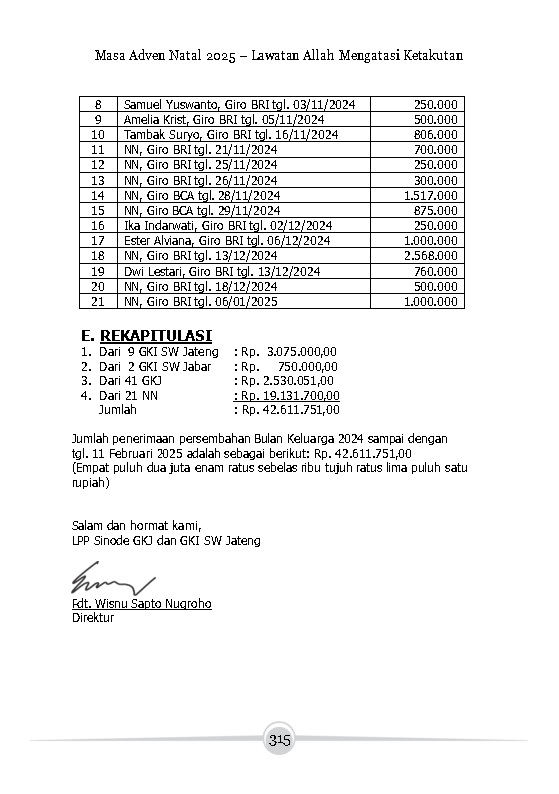 Masa Adven Natal 2025 – Lawatan Allah Mengatasi Ketakutan
8 Samuel Yuswanto, Giro BRI tgl. 03/11/2024 250.000
9 Amelia Krist, Giro BRI tgl. 05/11/2024 500.000
10 Tambak Suryo, Giro BRI tgl. 16/11/2024 806.000
11 NN, Giro BRI tgl. 21/11/2024 700.000
12 NN, Giro BRI tgl. 25/11/2024 250.000
13 NN, Giro BRI tgl. 26/11/2024 300.000
14 NN, Giro BCA tgl. 28/11/2024 1.517.000
15 NN, Giro BCA tgl. 29/11/2024 875.000
16 Ika Indarwati, Giro BRI tgl. 02/12/2024 250.000
17 Ester Alviana, Giro BRI tgl. 06/12/2024 1.000.000
18 NN, Giro BRI tgl. 13/12/2024 2.568.000
19 Dwi Lestari, Giro BRI tgl. 13/12/2024 760.000
20 NN, Giro BRI tgl. 18/12/2024 500.000
21 NN, Giro BRI tgl. 06/01/2025 1.000.000
E. REKAPITULASI
1. Dari 9 GKI SW Jateng : Rp. 3.075.000,00
2. Dari 2 GKI SW Jabar : Rp. 750.000,00
3. Dari 41 GKJ : Rp. 2.530.051,00
4. Dari 21 NN : Rp. 19.131.700,00
Jumlah : Rp. 42.611.751,00
Jumlah penerimaan persembahan Bulan Keluarga 2024 sampai dengan
tgl. 11 Februari 2025 adalah sebagai berikut: Rp. 42.611.751,00
(Empat puluh dua juta enam ratus sebelas ribu tujuh ratus lima puluh satu
rupiah)
Salam dan hormat kami,
LPP Sinode GKJ dan GKI SW Jateng
Pdt. Wisnu Sapto Nugroho
Direktur
315